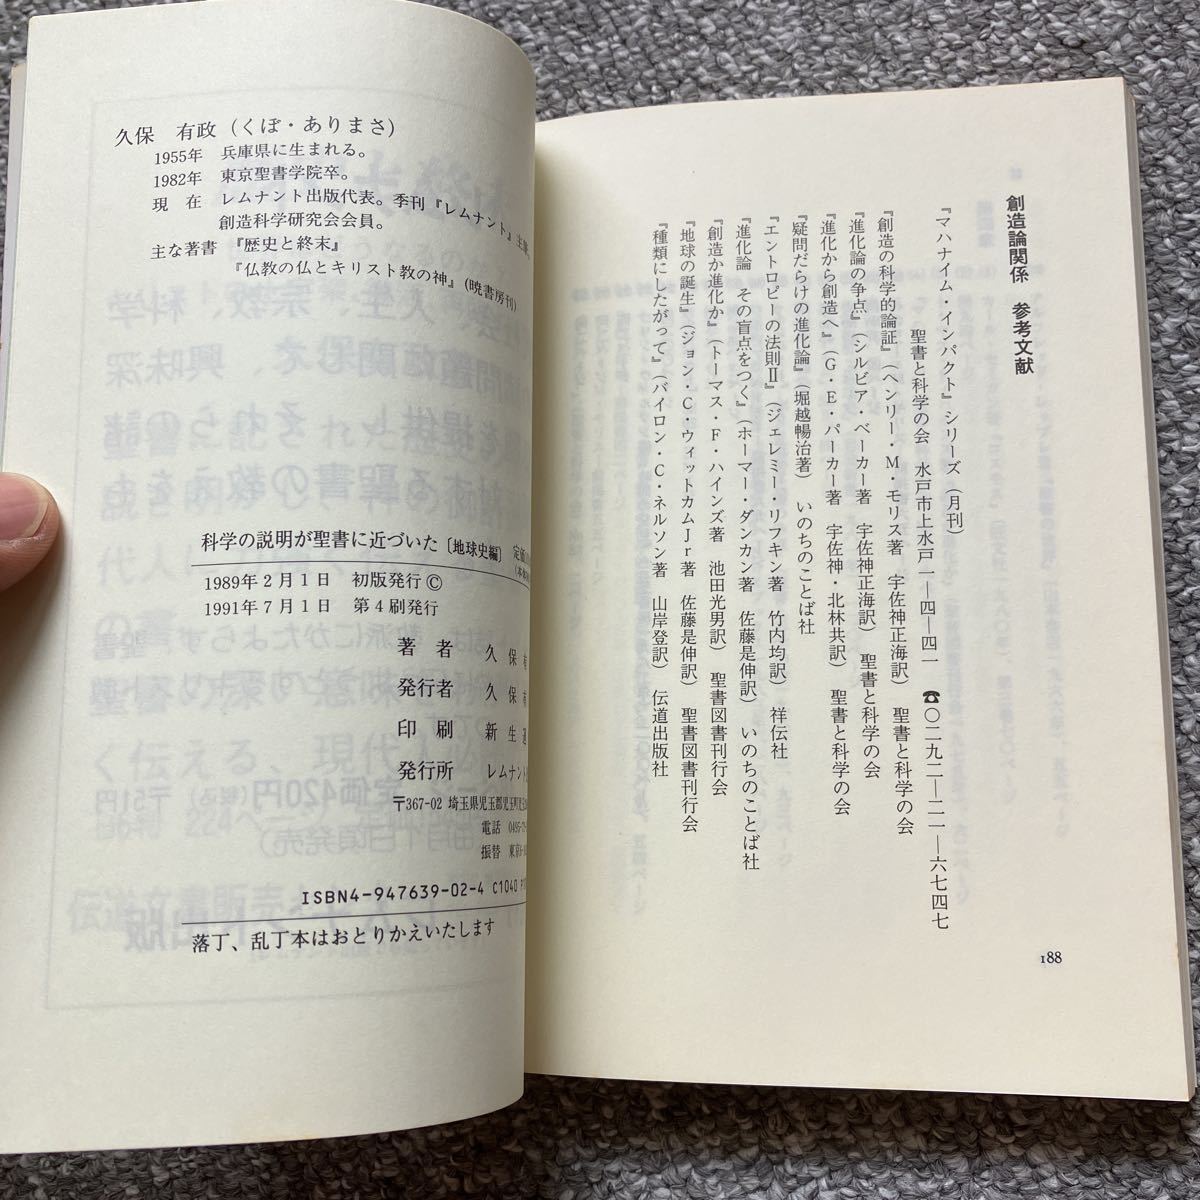 創造論関係　参考文献
『マハナイム・インパクト』シリーズ（月刊）
聖書と科学の会　水戸市上水戸一―四―四一　☎〇二九二―二一―六七四七
『創造の科学的論証』（ヘンリー・M・モリス著　宇佐神正海訳）　聖書と科学の会
『進化論の争点』（シルビア・ベーカー著　宇佐神正海訳）　聖書と科学の会
『進化から創造へ』（G・E・パーカー著　宇佐神・北林共訳）　聖書と科学の会
『疑問だらけの進化論』（堀越暢治著）　いのちのことば社
『エントロピーの法則Ⅱ』（ジェレミー・リフキン著　竹内均訳）　祥伝社
『進化論　その盲点をつく』（ホーマー・ダンカン著　佐藤是伸訳）　いのちのことば社
『創造か進化か』（トーマス・F・ハインズ著　池田光男訳）　聖書図書刊行会
『地球の誕生』（ジョン・C・ウィットカムJr著　佐藤是伸訳）　聖書図書刊行会
『種類にしたがって』（バイロン・C・ネルソン著　山岸登訳）　伝道出版社
188
久保　有政（くぼ・ありまさ）
1955年　兵庫県に生まれる。
1982年　東京聖書学院卒。
現　在　レムナント出版代表。季刊『レムナント』主筆。
創造科学研究会会員。
主な著書　『歴史と終末』
『仏教の仏とキリスト教の神』（暁書房刊）
科学の説明が聖書に近づいた〔地球史編〕　定価
1989年2月1日　初版発行©
1991年7月1日　第4刷発行
著　者　久　保
発行者　久　保
印　刷　新　生
発行所　レムナント
〒367-02　埼玉県児玉郡児玉町
電話　0495-
振替　東京
ISBN4-947639-02-4 C1040
落丁、乱丁本はおとりかえいたします